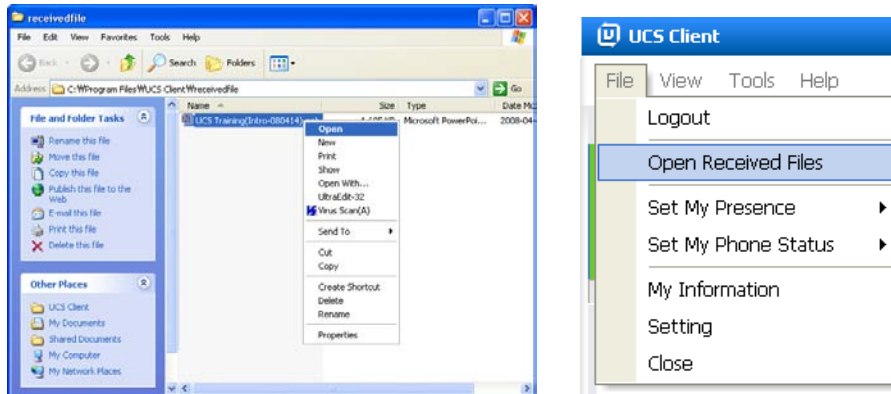 receivedfile
File Edit View Favorites Tools Help
Back Search Folders
Address C:\Program Files\UCS Client\receivedfile Go
Name Size Type Date Mo
UCS Training(Intro-080414) Microsoft PowerPoi... 2008-04-
File and Folder Tasks
Rename this file
Move this file
Copy this file
Publish this file to the
Web
E-mail this file
Print this file
Delete this file
Other Places
UCS Client
My Documents
Shared Documents
My Computer
My Network Places
Open
New
Print
Show
Open With...
UltraEdit-32
Virus Scan(A)
Send To
Cut
Copy
Create Shortcut
Delete
Rename
Properties
UCS Client
File View Tools Help
Logout
Open Received Files
Set My Presence
Set My Phone Status
My Information
Setting
Close